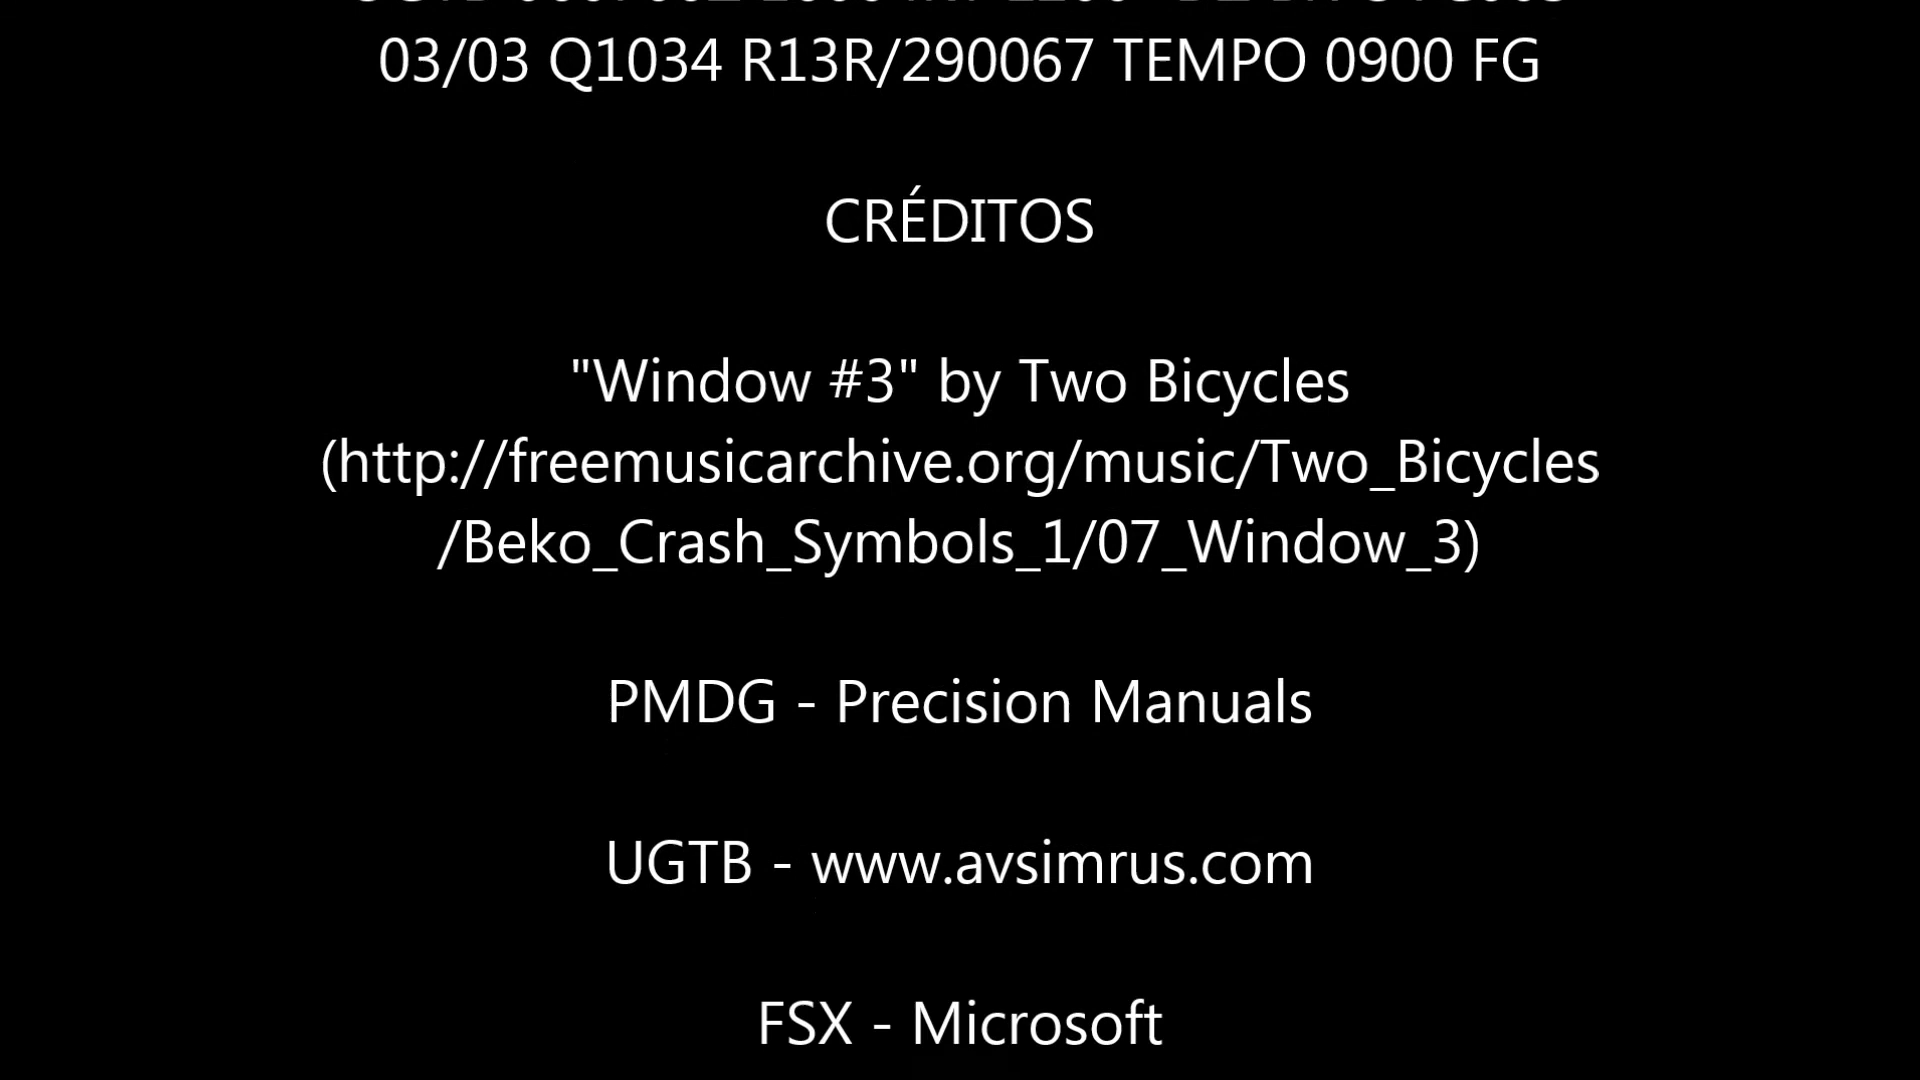 03/03 Q1034 R13R/290067 TEMPO 0900 FG
CRÉDITOS
"Window #3" by Two Bicycles
(http://freemusicarchive.org/music/Two_Bicycles
/Beko_Crash_Symbols_1/07_Window_3)
PMDG - Precision Manuals
UGTB - www.avsimrus.com
FSX - Microsoft